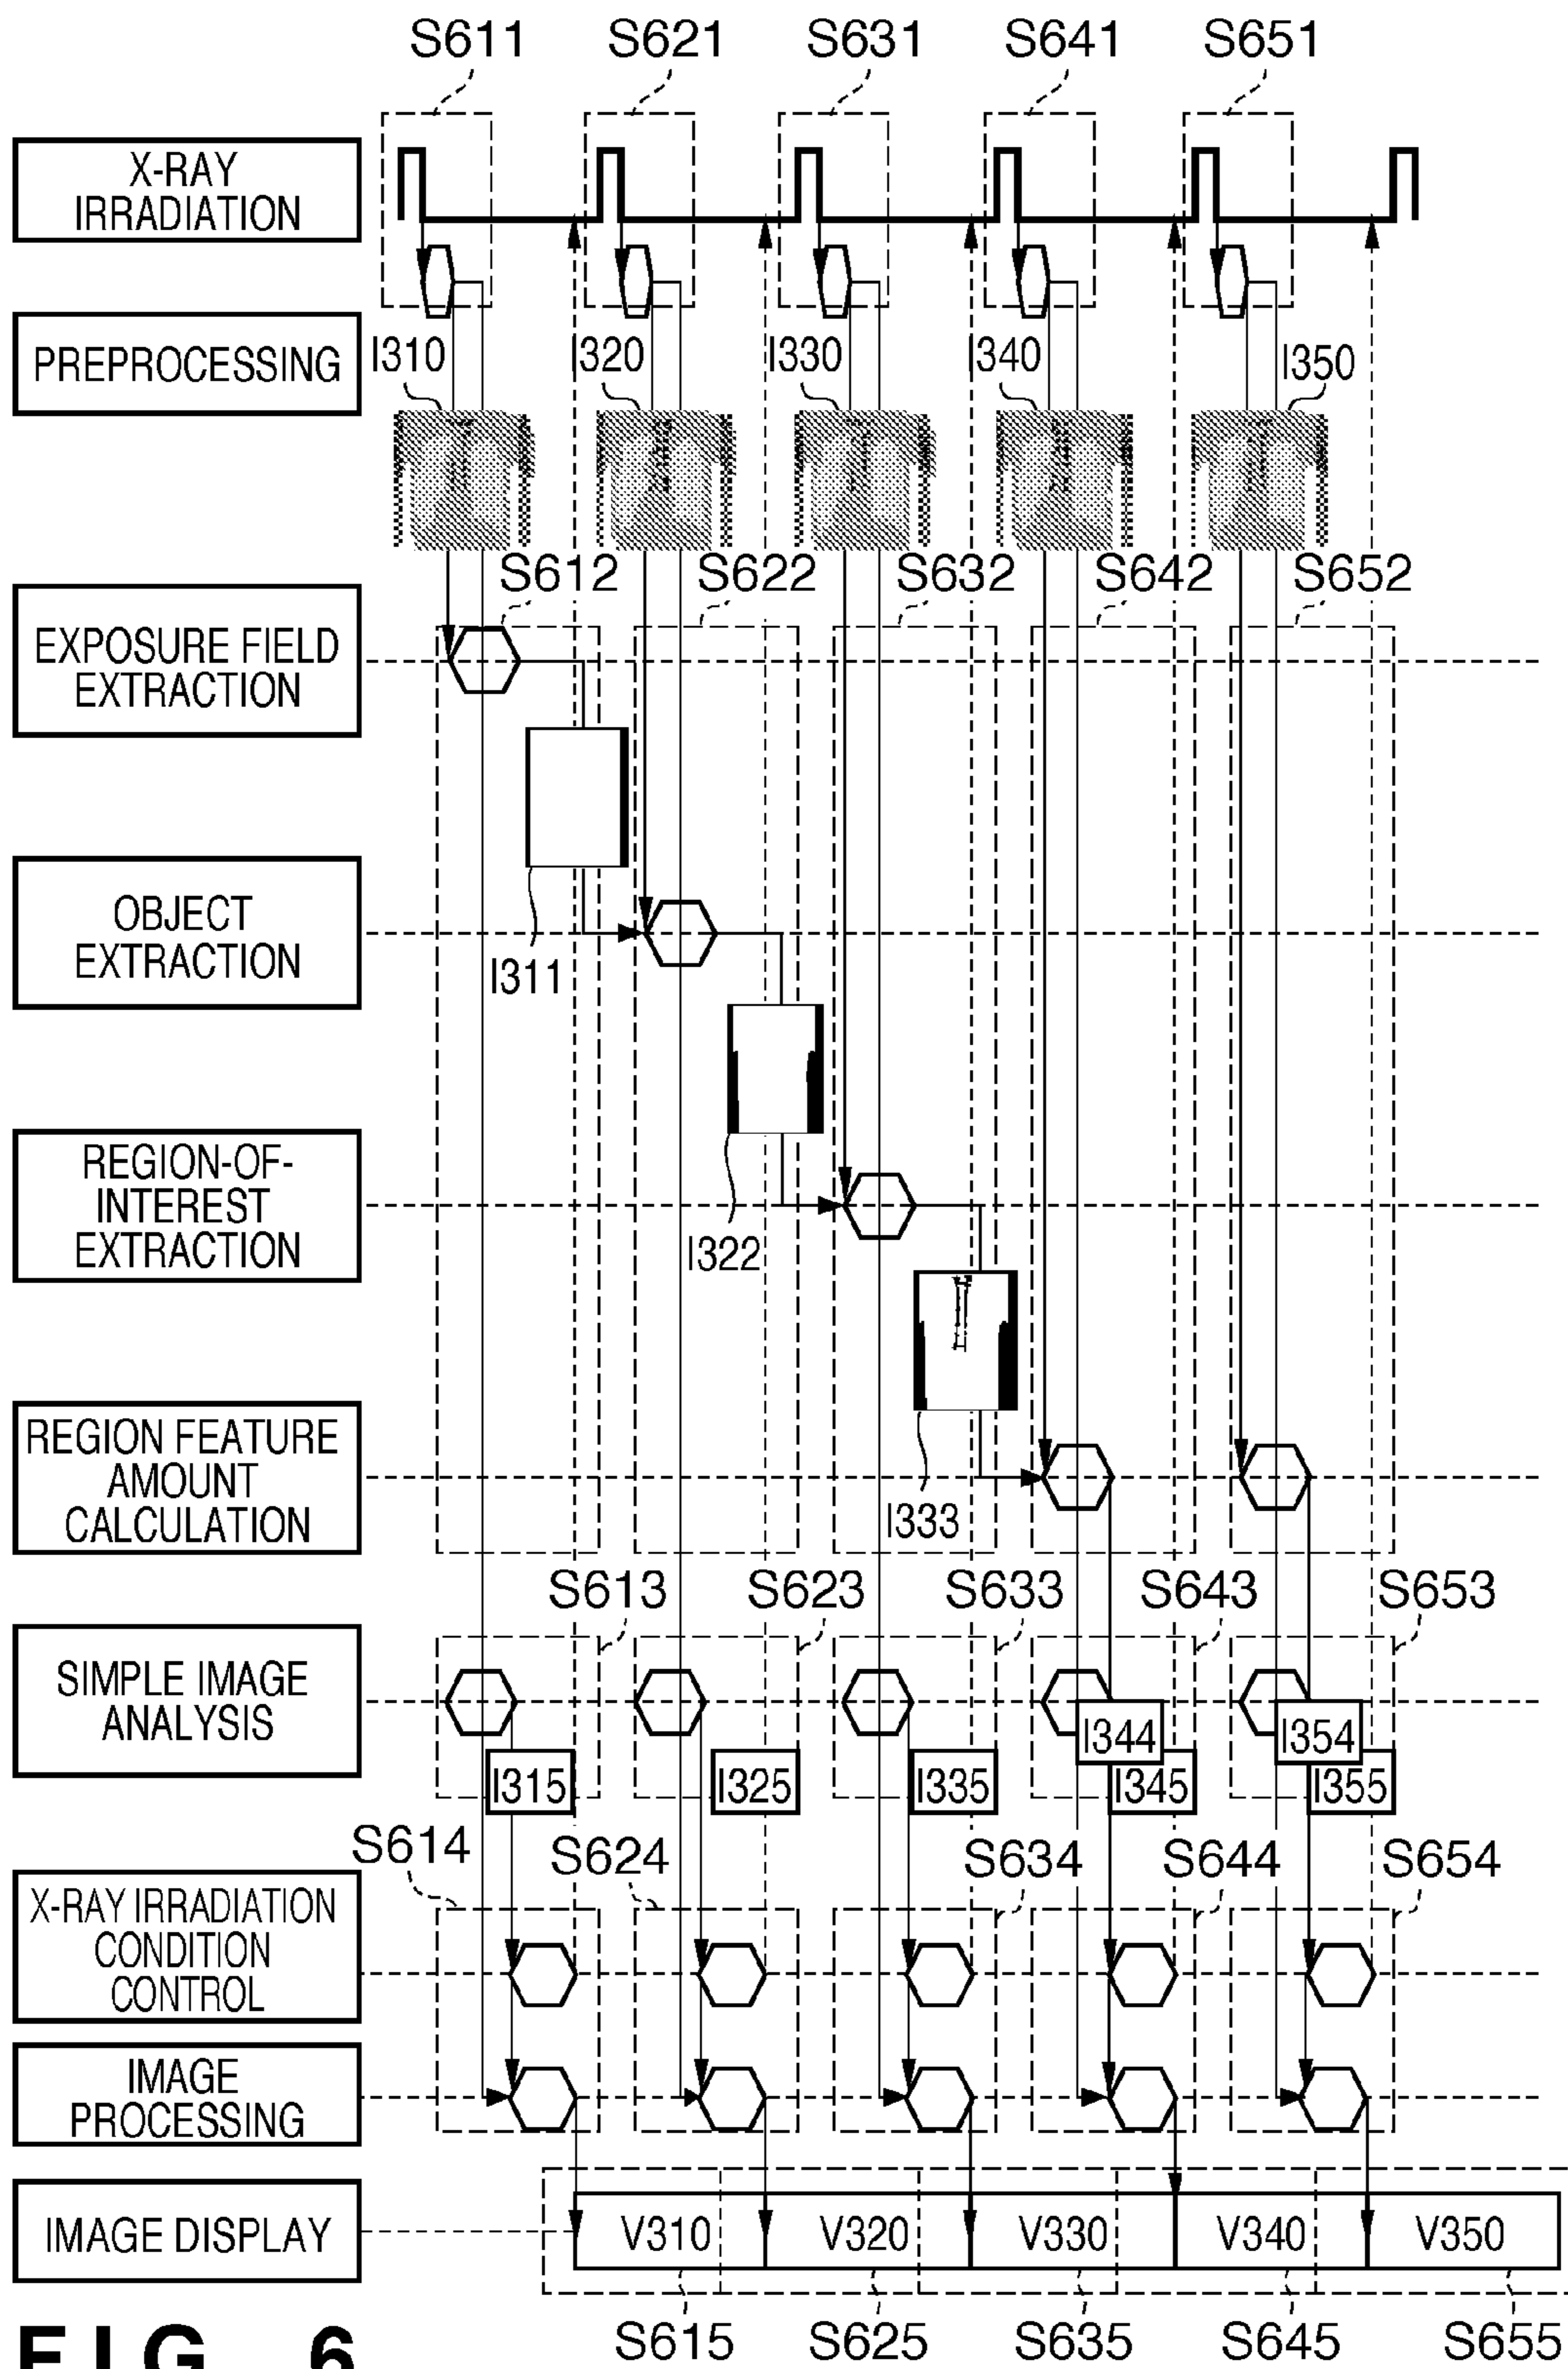 S611 S621 S631 S641 S651
X-RAY
IRRADIATION
PREPROCESSING
I310 I320 I330 I340 I350
S612 S622 S632 S642 S652
EXPOSURE FIELD
EXTRACTION
OBJECT
EXTRACTION
I311
REGION-OF-
INTEREST
EXTRACTION
I322
REGION FEATURE
AMOUNT
CALCULATION
I333
S613 S623 S633 S643 S653
SIMPLE IMAGE
ANALYSIS
I344 I354
I315 I325 I335 I345 I355
S614 S624 S634 S644 S654
X-RAY IRRADIATION
CONDITION
CONTROL
IMAGE
PROCESSING
IMAGE DISPLAY
V310 V320 V330 V340 V350
S615 S625 S635 S645 S655
FIG. 6